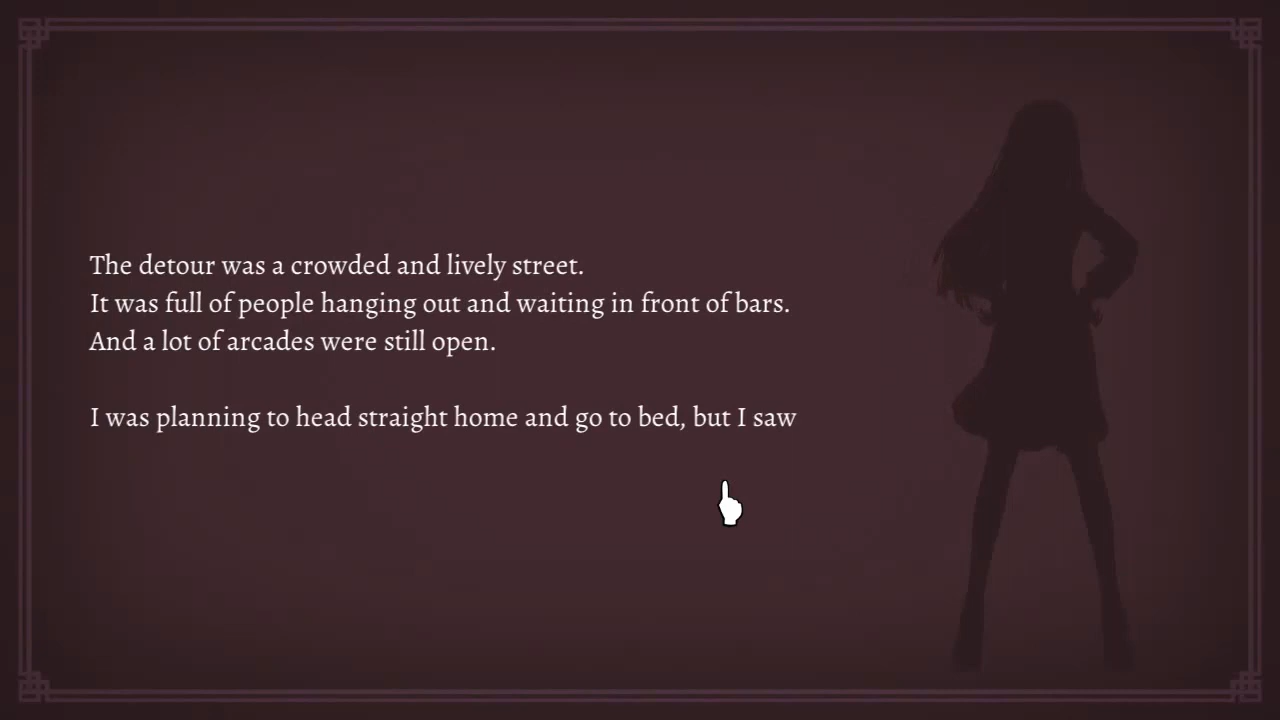 The detour was a crowded and lively street.
It was full of people hanging out and waiting in front of bars.
And a lot of arcades were still open.
I was planning to head straight home and go to bed, but I saw